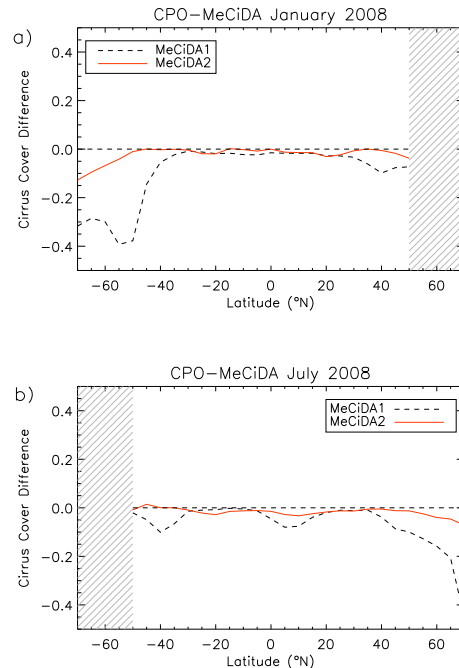 CPO-MeCiDA January 2008
a)
MeCiDA1
MeCiDA2
Cirrus Cover Difference
0.4
0.2
0.0
-0.2
-0.4
-60 -40 -20 0 20 40 60
Latitude (°N)
CPO-MeCiDA July 2008
b)
MeCiDA1
MeCiDA2
Cirrus Cover Difference
0.4
0.2
0.0
-0.2
-0.4
-60 -40 -20 0 20 40 60
Latitude (°N)